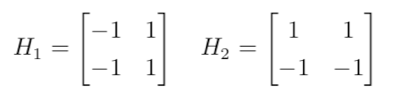 H₁ = [−1 1; −1 1]   H₂ = [1 1; −1 −1]